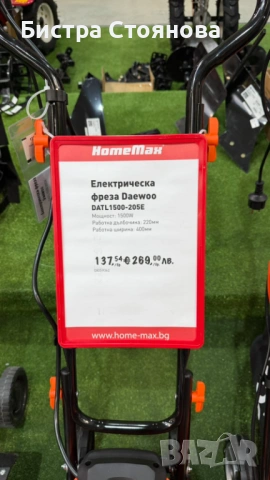 Бистра Стоянова
HomeMax
Електрическа
фреза Daewoo
DATL1500-20SE
Мощност: 1500W
Работна дълбочина: 220мм
Работна ширина: 400мм
137.54 € 269.00 ЛВ.
www.home-max.bg
BAZAR
bg